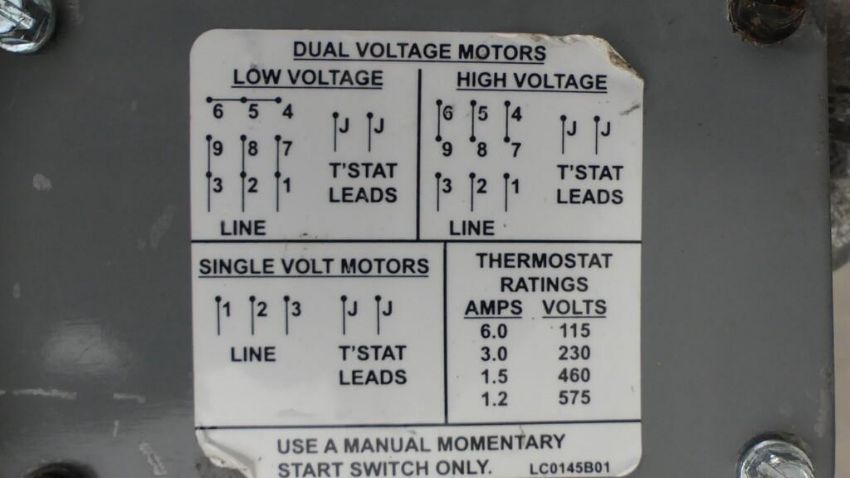 DUAL VOLTAGE MOTORS
LOW VOLTAGE
6 5 4
9 8 7
3 2 1
LINE
J J
T'STAT
LEADS
HIGH VOLTAGE
6 5 4
9 8 7
3 2 1
LINE
J J
T'STAT
LEADS
SINGLE VOLT MOTORS
1 2 3
LINE
J J
T'STAT
LEADS
THERMOSTAT
RATINGS
AMPS VOLTS
6.0 115
3.0 230
1.5 460
1.2 575
USE A MANUAL MOMENTARY
START SWITCH ONLY. LC0145B01